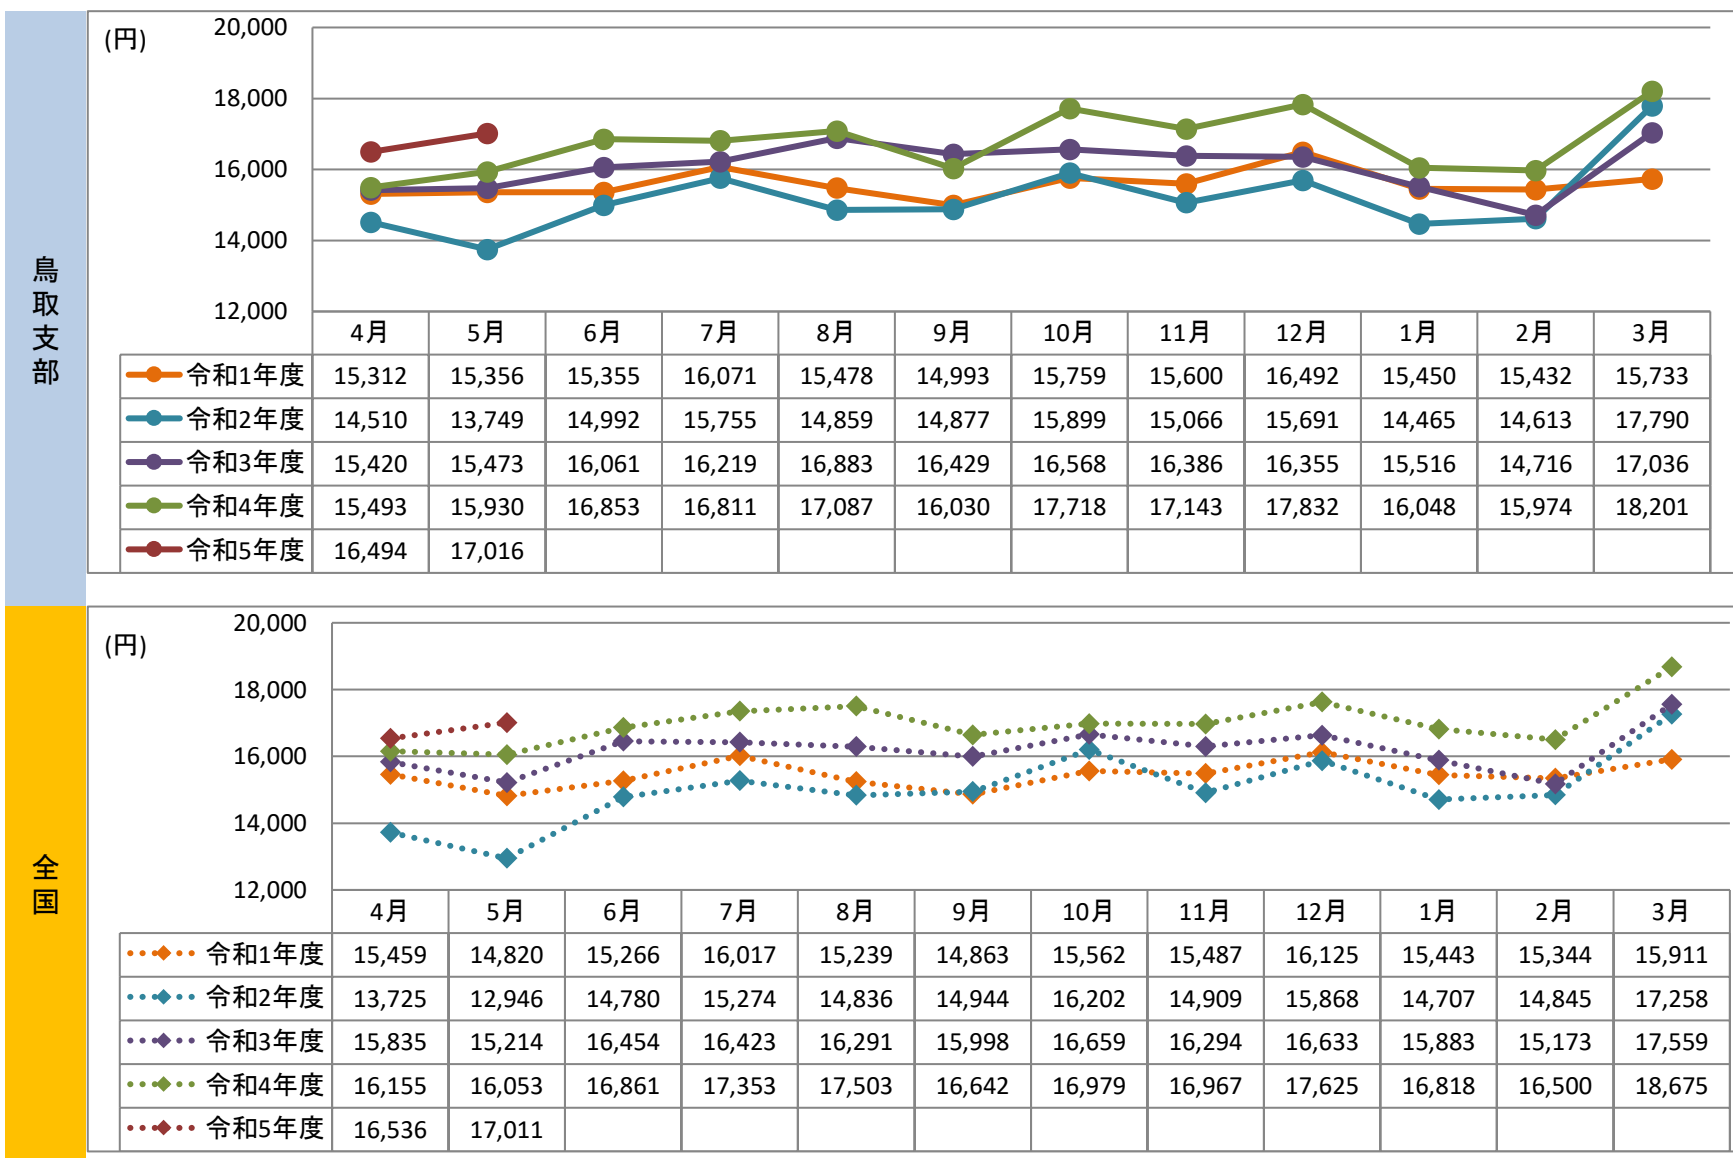 鳥取支部
(円)
20,000
18,000
16,000
14,000
12,000
4月 5月 6月 7月 8月 9月 10月 11月 12月 1月 2月 3月
令和1年度 15,312 15,356 15,355 16,071 15,478 14,993 15,759 15,600 16,492 15,450 15,432 15,733
令和2年度 14,510 13,749 14,992 15,755 14,859 14,877 15,899 15,066 15,691 14,465 14,613 17,790
令和3年度 15,420 15,473 16,061 16,219 16,883 16,429 16,568 16,386 16,355 15,516 14,716 17,036
令和4年度 15,493 15,930 16,853 16,811 17,087 16,030 17,718 17,143 17,832 16,048 15,974 18,201
令和5年度 16,494 17,016
全国
(円)
20,000
18,000
16,000
14,000
12,000
4月 5月 6月 7月 8月 9月 10月 11月 12月 1月 2月 3月
令和1年度 15,459 14,820 15,266 16,017 15,239 14,863 15,562 15,487 16,125 15,443 15,344 15,911
令和2年度 13,725 12,946 14,780 15,274 14,836 14,944 16,202 14,909 15,868 14,707 14,845 17,258
令和3年度 15,835 15,214 16,454 16,423 16,291 15,998 16,659 16,294 16,633 15,883 15,173 17,559
令和4年度 16,155 16,053 16,861 17,353 17,503 16,642 16,979 16,967 17,625 16,818 16,500 18,675
令和5年度 16,536 17,011